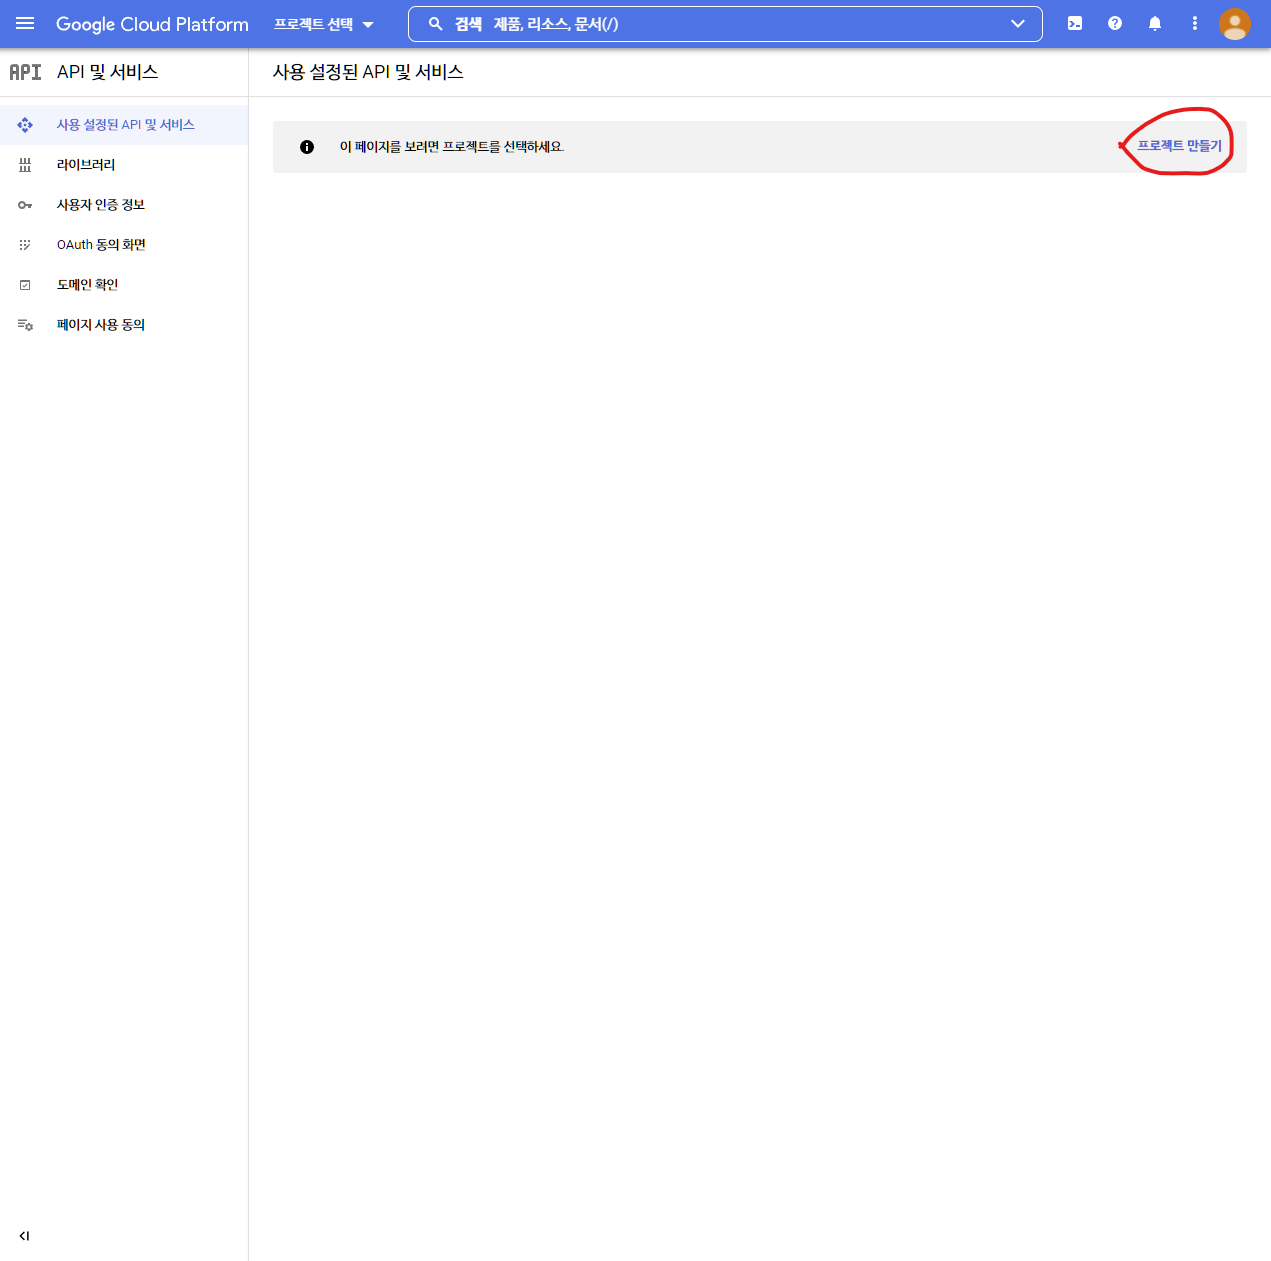 Google Cloud Platform 프로젝트 선택 검색 제품, 리소스, 문서(/)
API API 및 서비스
사용 설정된 API 및 서비스
사용 설정된 API 및 서비스
라이브러리
사용자 인증 정보
OAuth 동의 화면
도메인 확인
페이지 사용 동의
이 페이지를 보려면 프로젝트를 선택하세요.
프로젝트 만들기